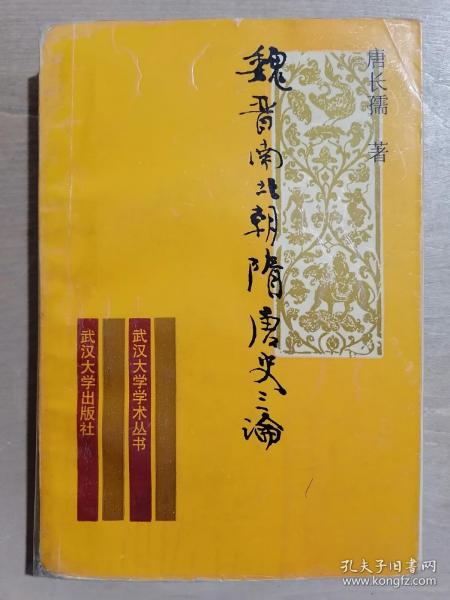 唐长孺 著
魏晋南北朝隋唐史三论
武汉大学学术丛书
武汉大学出版社
孔夫子旧书网
www.kongfz.com